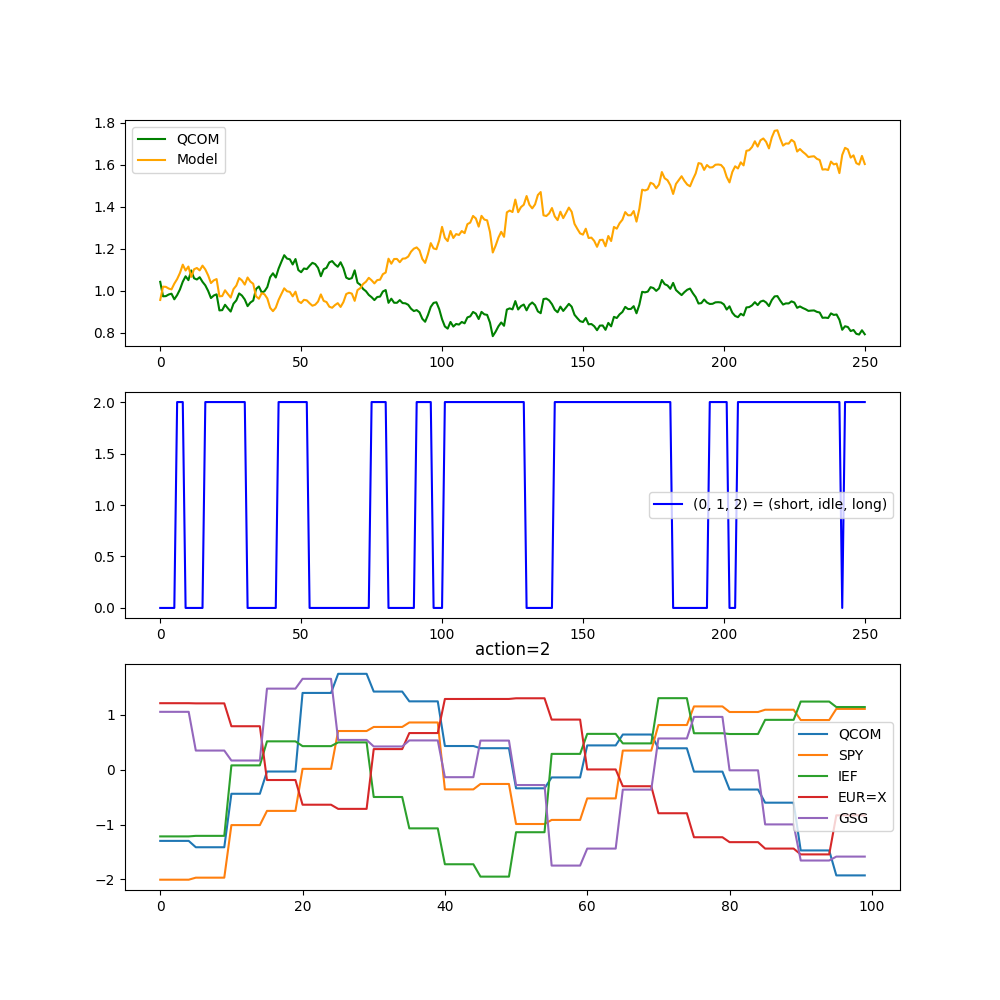 1.8
1.6
1.4
1.2
1.0
0.8
QCOM
Model
0 50 100 150 200 250
2.0
1.5
1.0
0.5
0.0
(0, 1, 2) = (short, idle, long)
0 50 100 150 200 250
action=2
1
0
−1
−2
QCOM
SPY
IEF
EUR=X
GSG
0 20 40 60 80 100